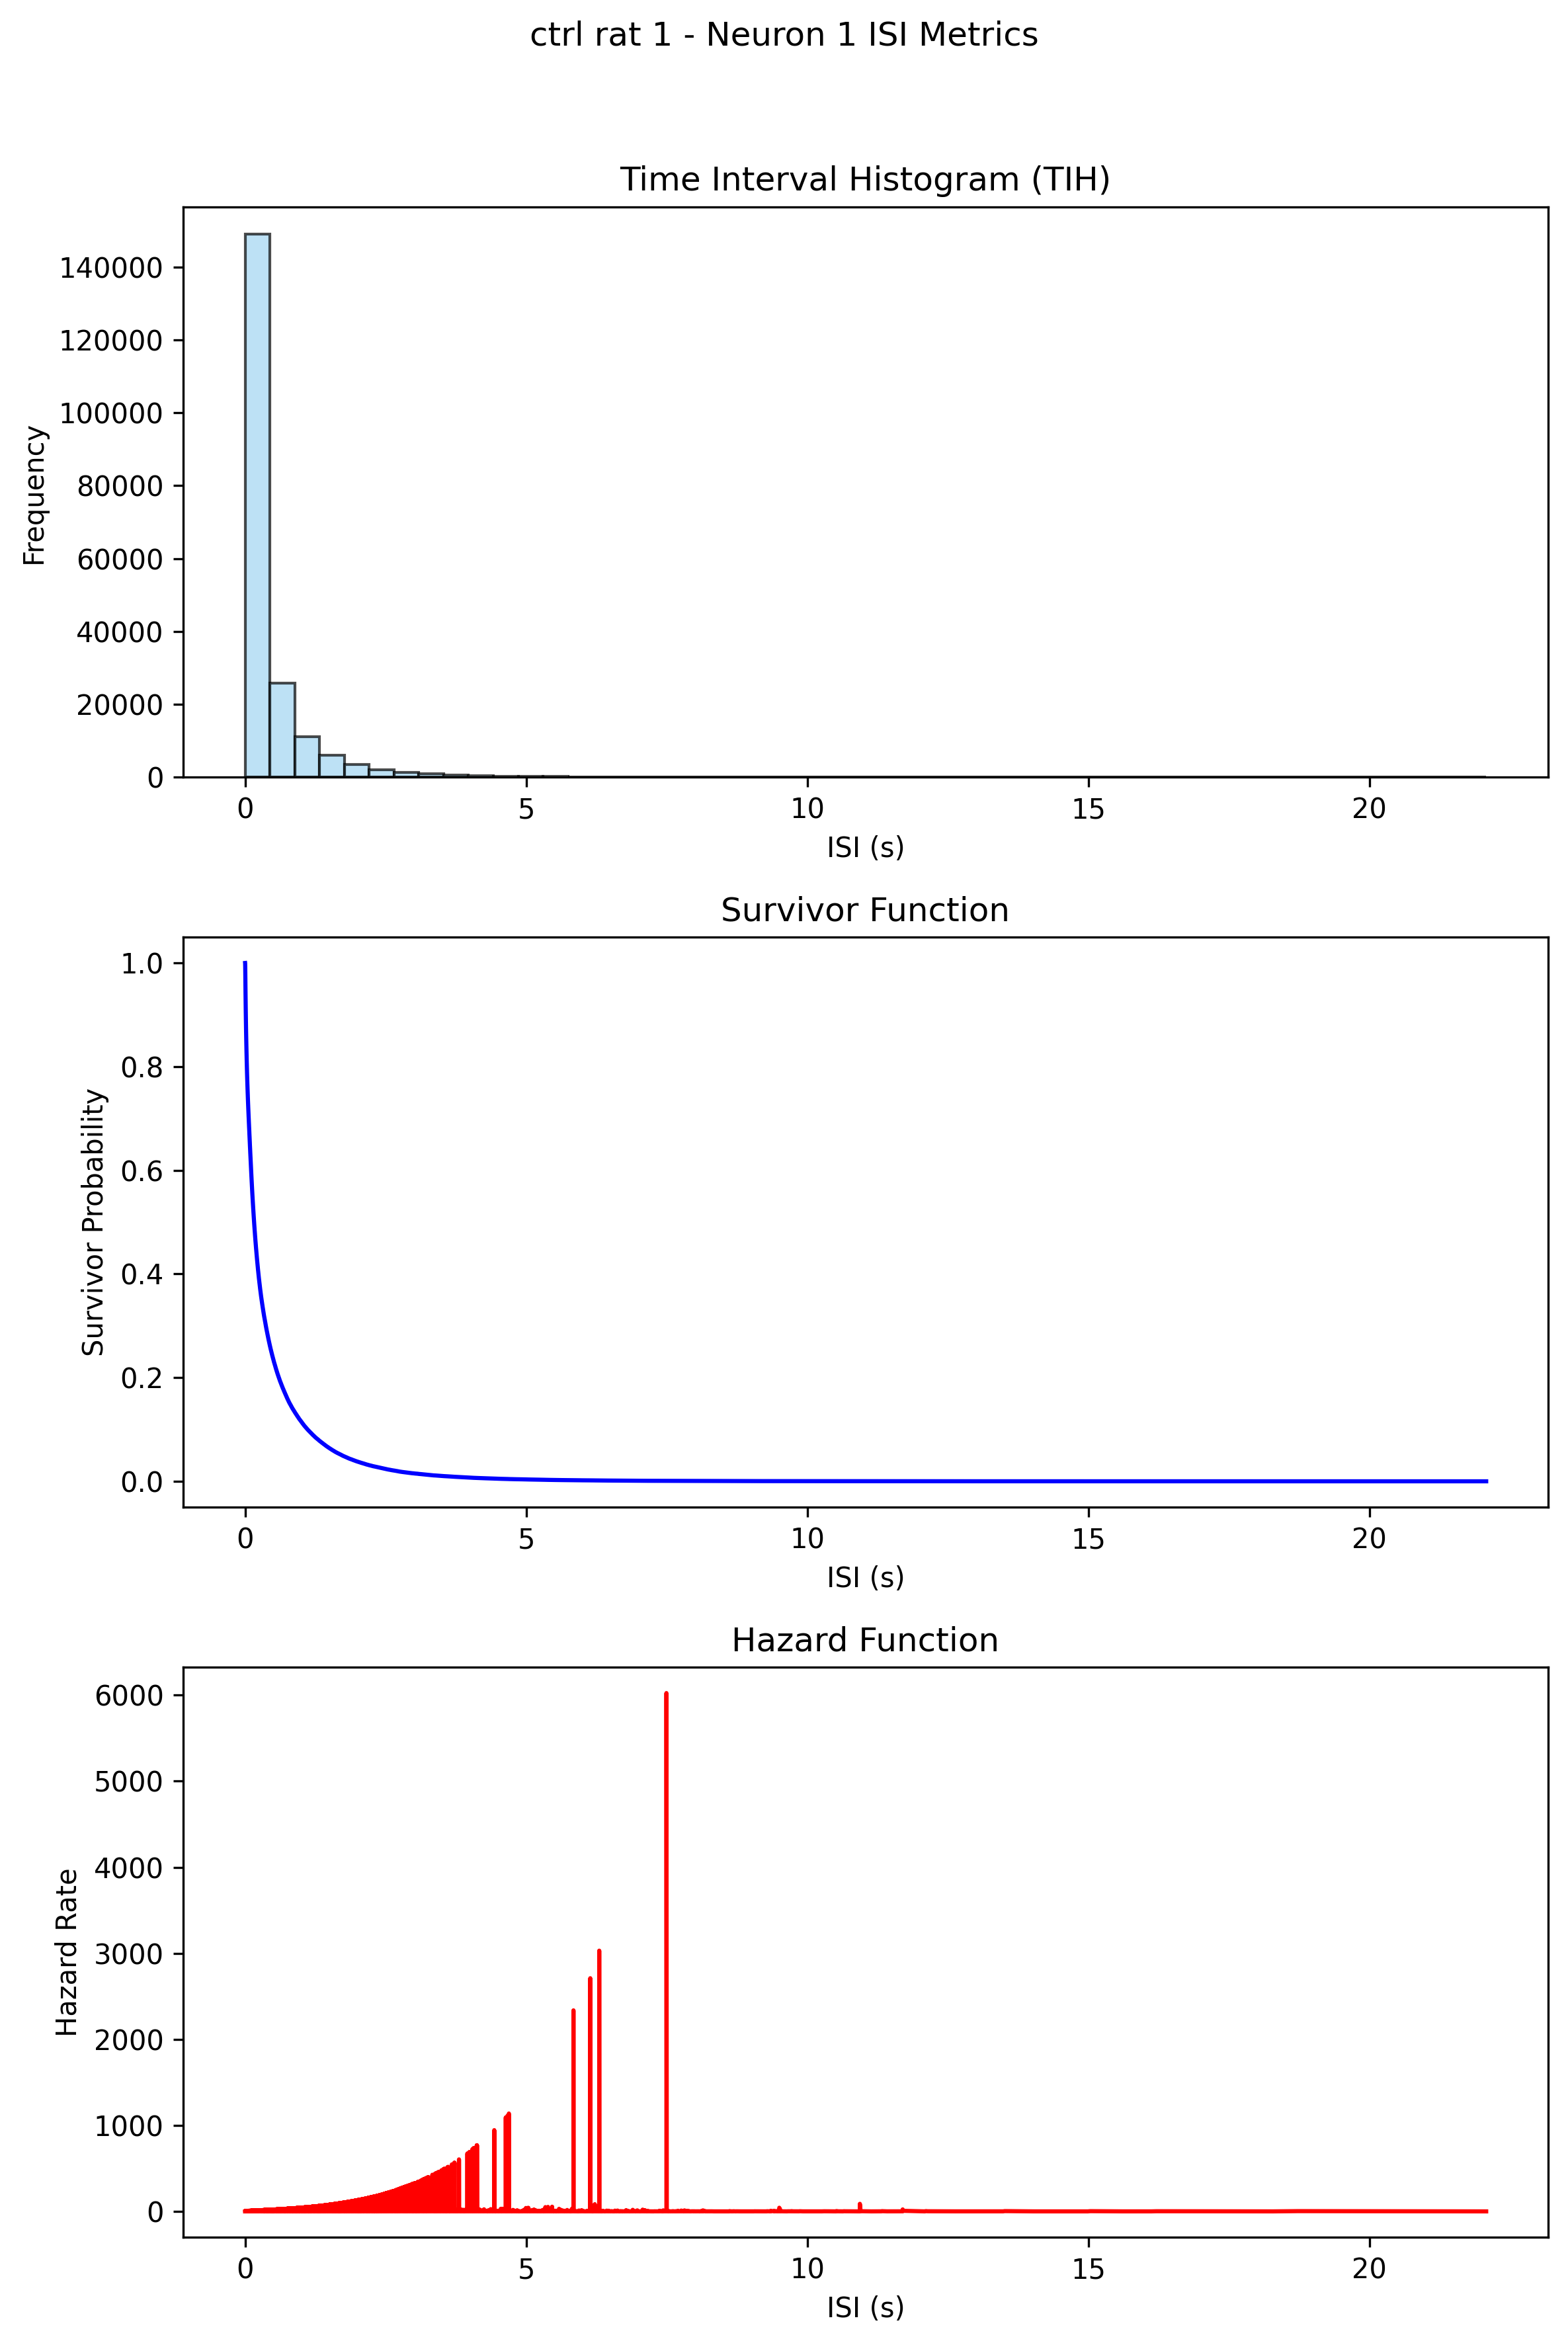 ctrl rat 1 - Neuron 1 ISI Metrics
Time Interval Histogram (TIH)
Frequency
140000
120000
100000
80000
60000
40000
20000
0
0 5 10 15 20
ISI (s)
Survivor Function
Survivor Probability
1.0
0.8
0.6
0.4
0.2
0.0
0 5 10 15 20
ISI (s)
Hazard Function
Hazard Rate
6000
5000
4000
3000
2000
1000
0
0 5 10 15 20
ISI (s)